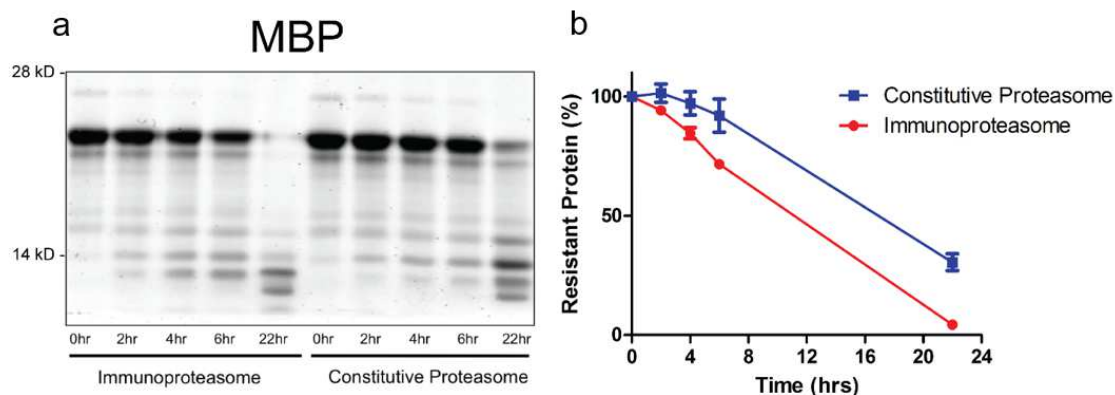 a
MBP
28 kD -
14 kD -
0hr 2hr 4hr 6hr 22hr 0hr 2hr 4hr 6hr 22hr
Immunoproteasome Constitutive Proteasome
b
Constitutive Proteasome
Immunoproteasome
Resistant Protein (%)
100
50
0
0 4 8 12 16 20 24
Time (hrs)